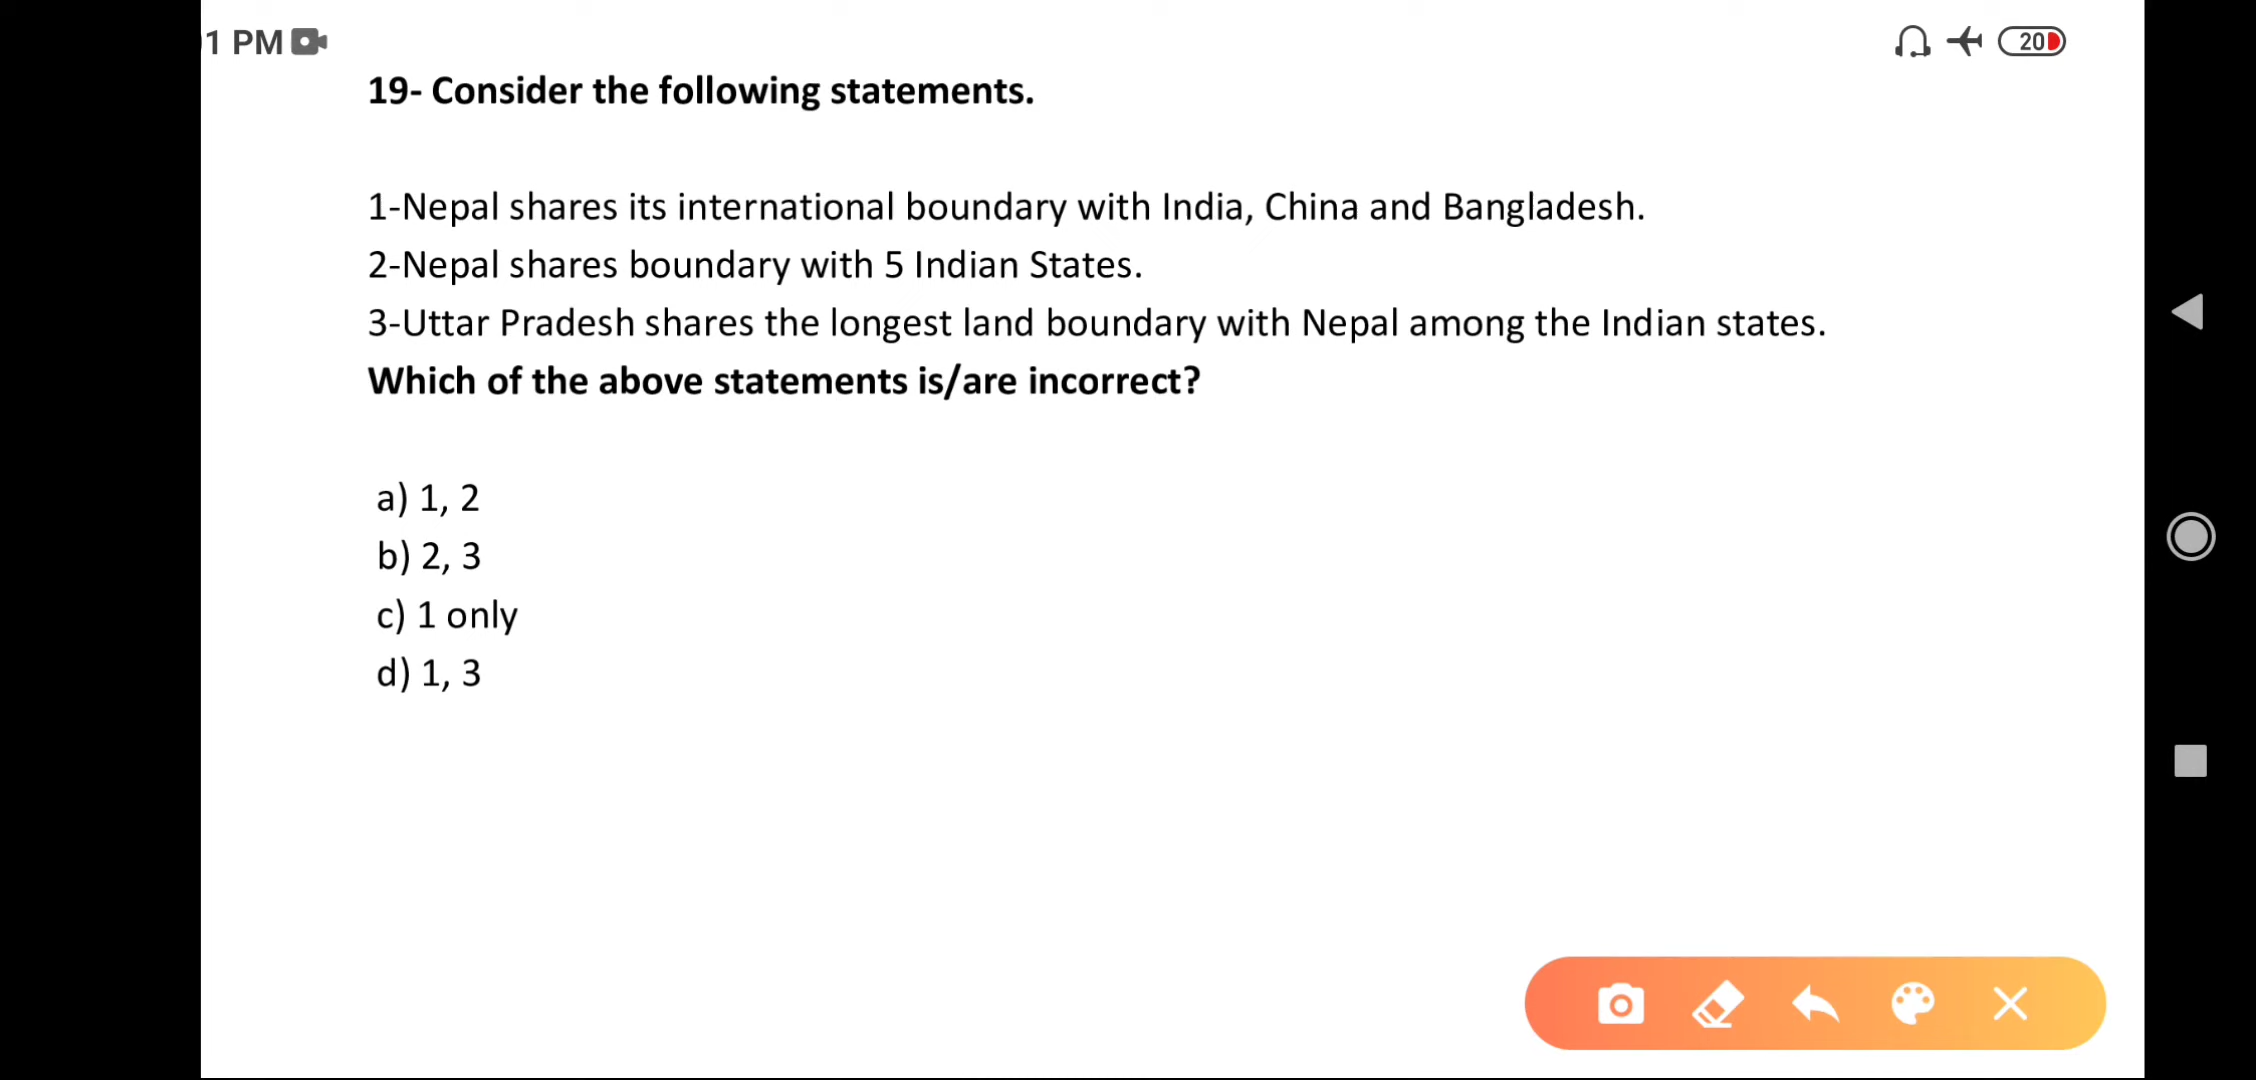 1 PM
20
19- Consider the following statements.
1-Nepal shares its international boundary with India, China and Bangladesh.
2-Nepal shares boundary with 5 Indian States.
3-Uttar Pradesh shares the longest land boundary with Nepal among the Indian states.
Which of the above statements is/are incorrect?
a) 1, 2
b) 2, 3
c) 1 only
d) 1, 3